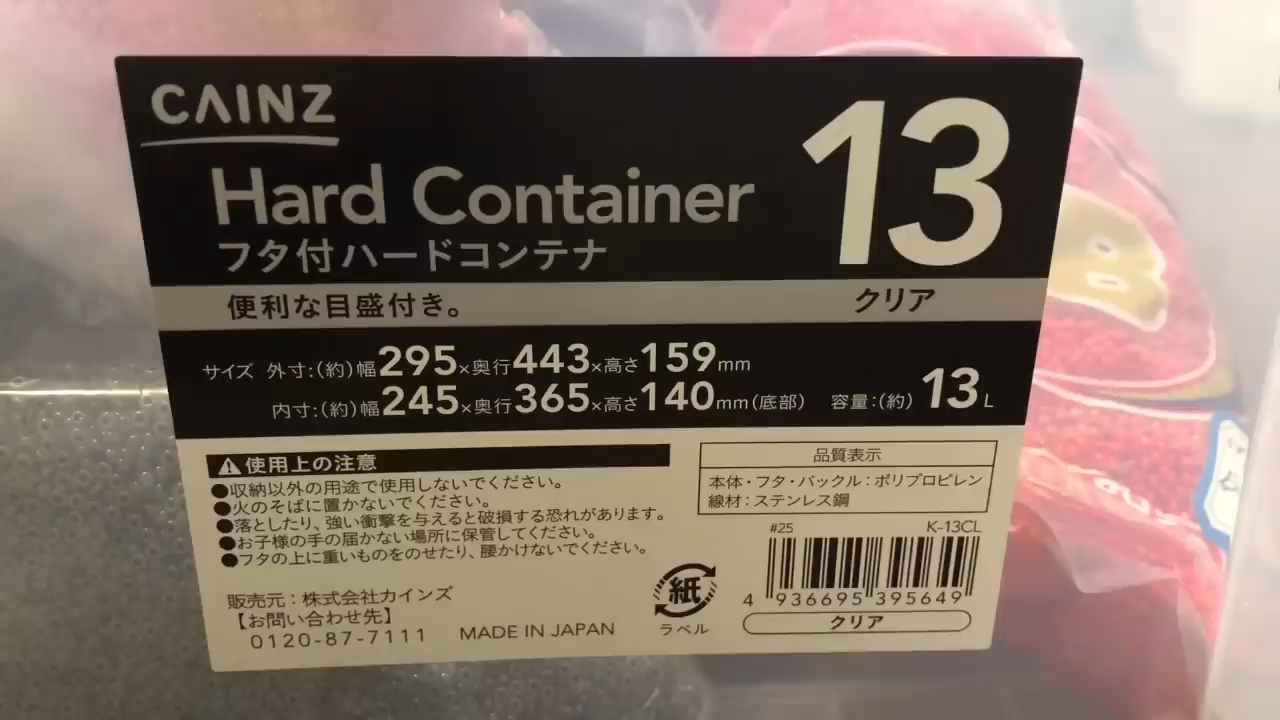 CAINZ
Hard Container
フタ付ハードコンテナ
13
便利な目盛付き。
クリア
サイズ 外寸:(約)幅295×奥行443×高さ159mm
内寸:(約)幅245×奥行365×高さ140mm(底部) 容量:(約)13L
⚠使用上の注意
●収納以外の用途で使用しないでください。
●火のそばに置かないでください。
●落としたり、強い衝撃を与えると破損する恐れがあります。
●お子様の手の届かない場所に保管してください。
●フタの上に重いものをのせたり、腰かけないでください。
販売元:株式会社カインズ
【お問い合わせ先】
0120-87-7111
MADE IN JAPAN
紙
ラベル
品質表示
本体・フタ・バックル:ポリプロピレン
線材:ステンレス鋼
#25 K-13CL
4 936695 395649
クリア